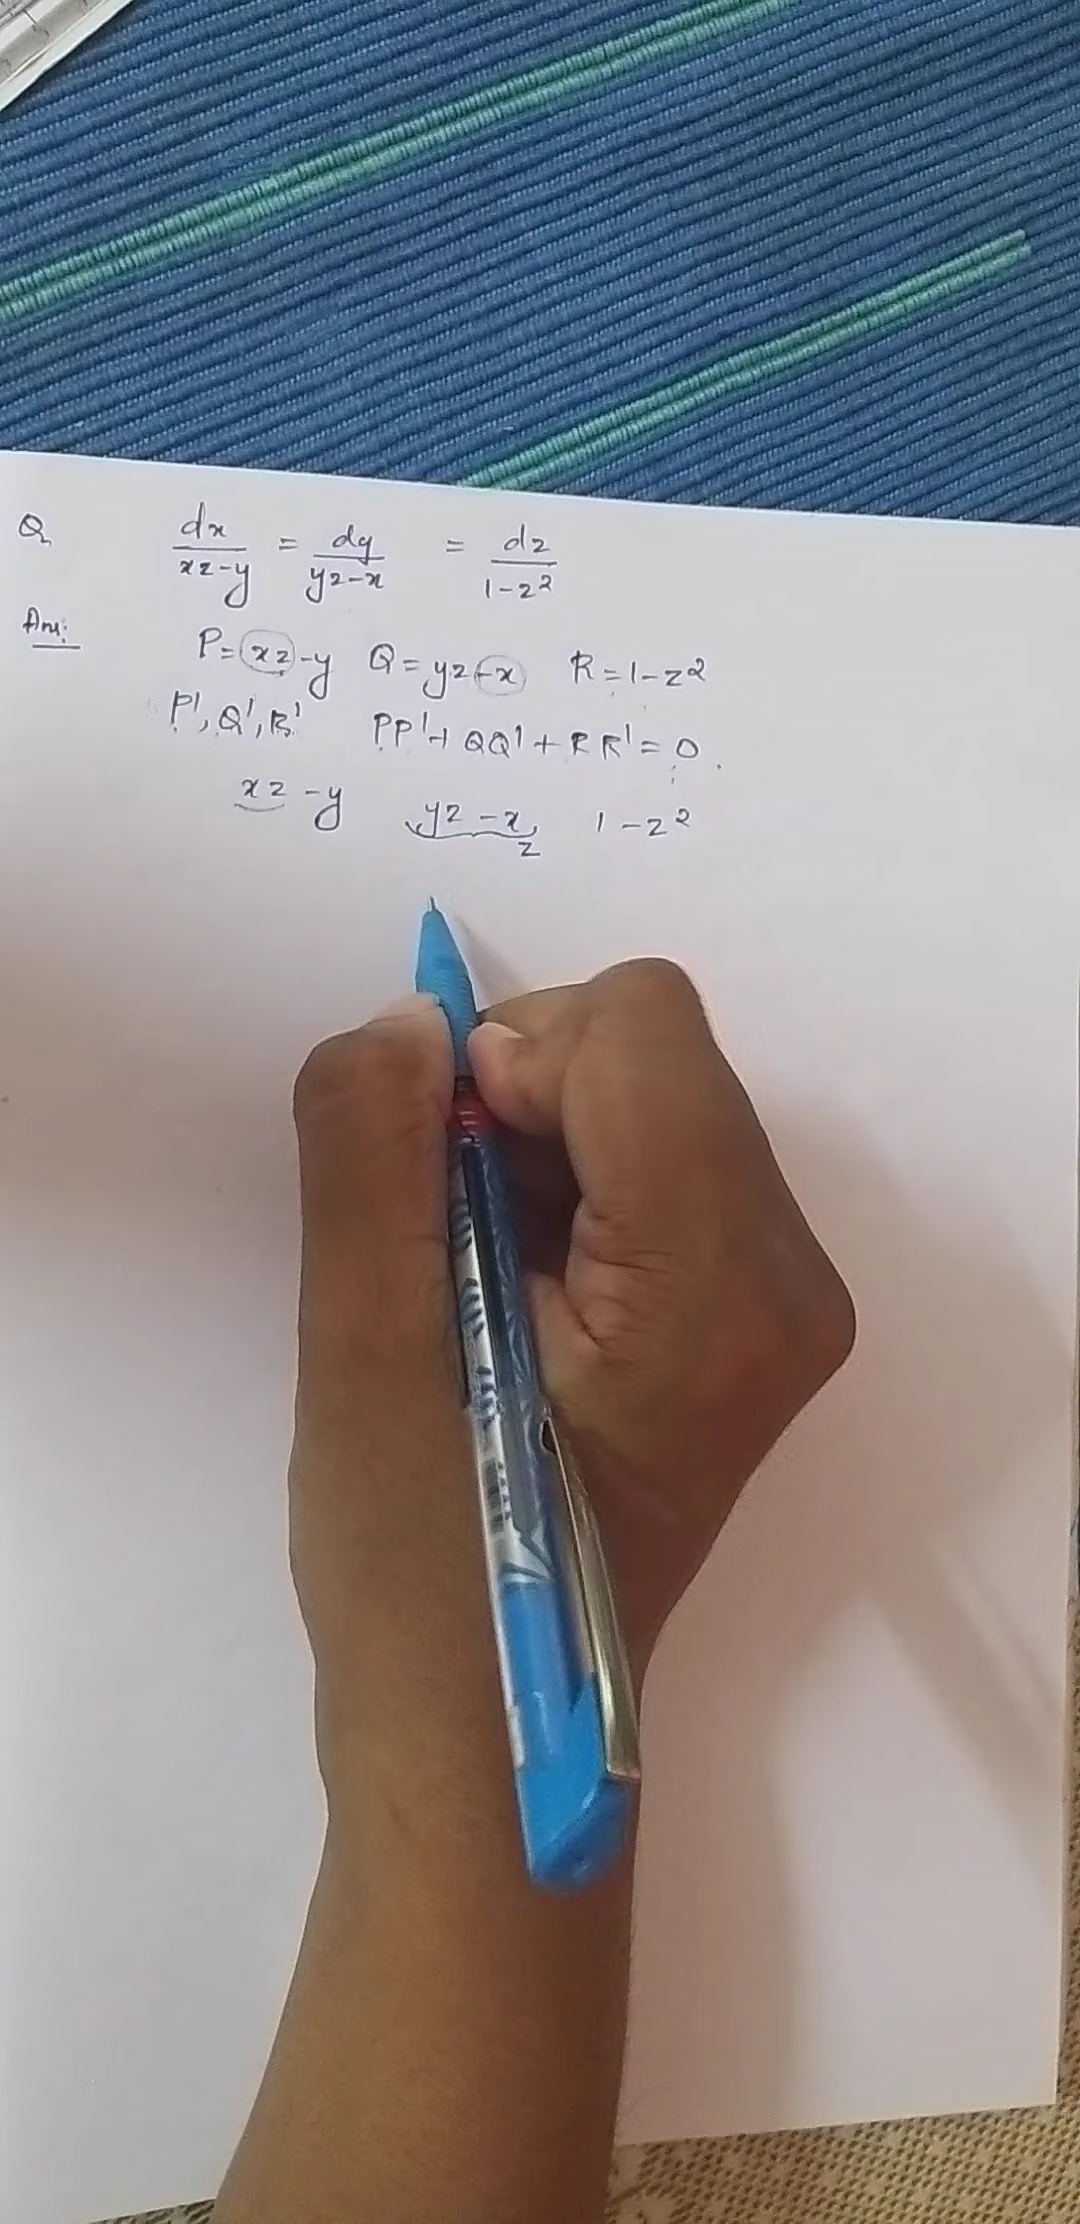 Q dx/xz-y = dy/yz-x = dz/1-z²
Ans: P=xz-y Q=yz-x R=1-z²
P', Q', R' PP'+QQ'+RR'=0.
xz-y yz-x 1-z²
z